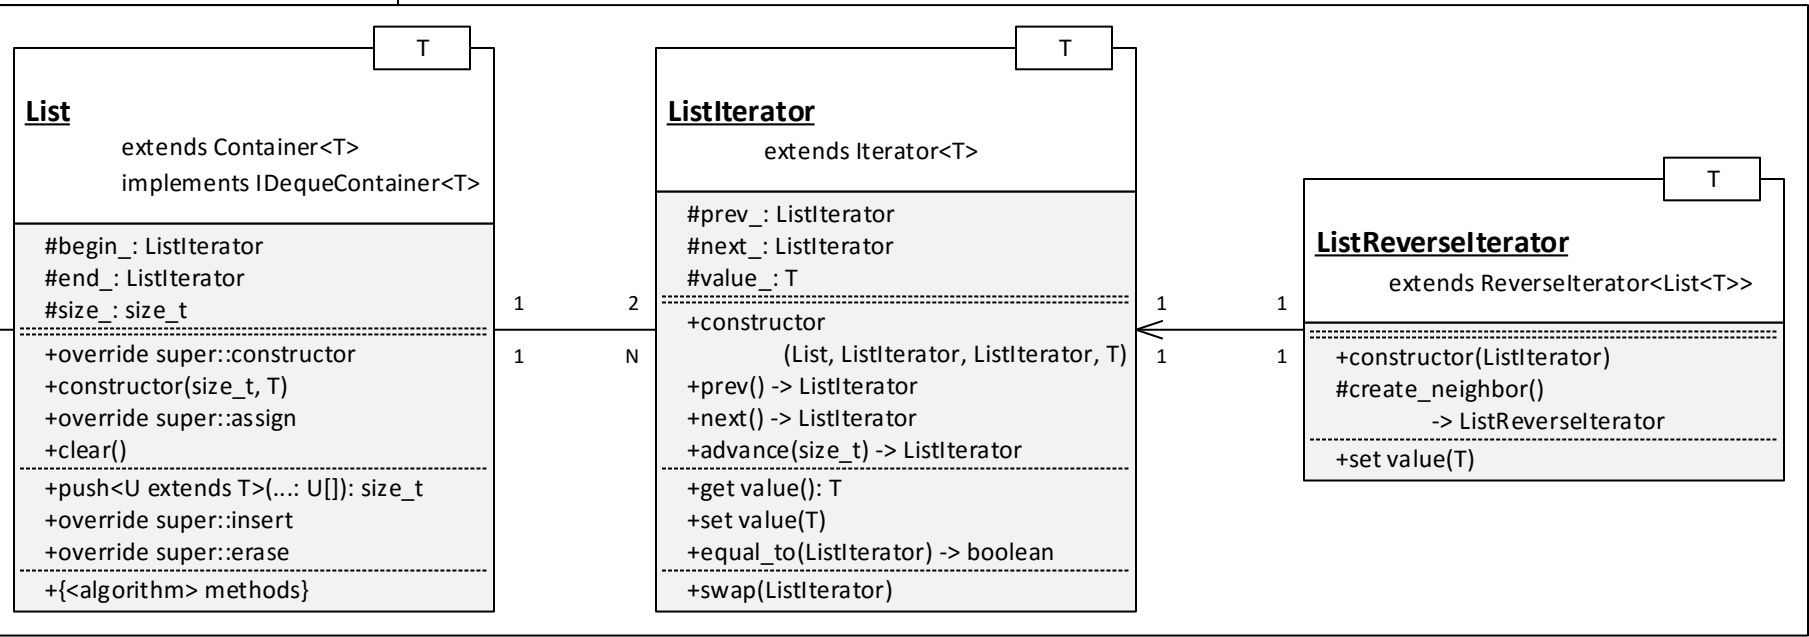 T
List
extends Container<T>
implements IDequeContainer<T>
#begin_: ListIterator
#end_: ListIterator
#size_: size_t
+override super::constructor
+constructor(size_t, T)
+override super::assign
+clear()
+push<U extends T>(...: U[]): size_t
+override super::insert
+override super::erase
+{<algorithm> methods}
1
2
1
N
T
ListIterator
extends Iterator<T>
#prev_: ListIterator
#next_: ListIterator
#value_: T
+constructor
(List, ListIterator, ListIterator, T)
+prev() -> ListIterator
+next() -> ListIterator
+advance(size_t) -> ListIterator
+get value(): T
+set value(T)
+equal_to(ListIterator) -> boolean
+swap(ListIterator)
1
1
1
1
T
ListReverseIterator
extends ReverseIterator<List<T>>
+constructor(ListIterator)
#create_neighbor()
-> ListReverseIterator
+set value(T)